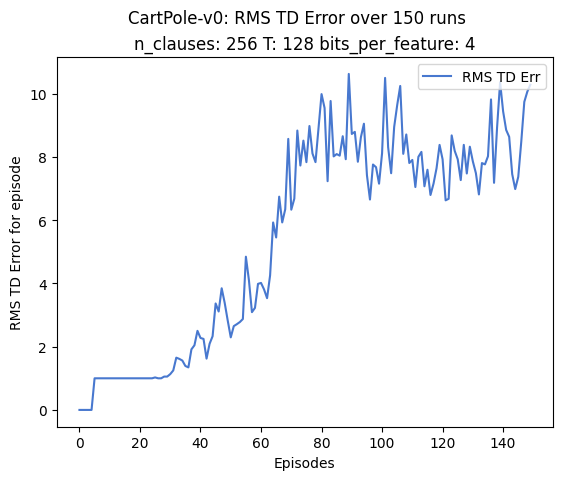 CartPole-v0: RMS TD Error over 150 runs
n_clauses: 256 T: 128 bits_per_feature: 4
RMS TD Err
RMS TD Error for episode
10
8
6
4
2
0
0 20 40 60 80 100 120 140
Episodes